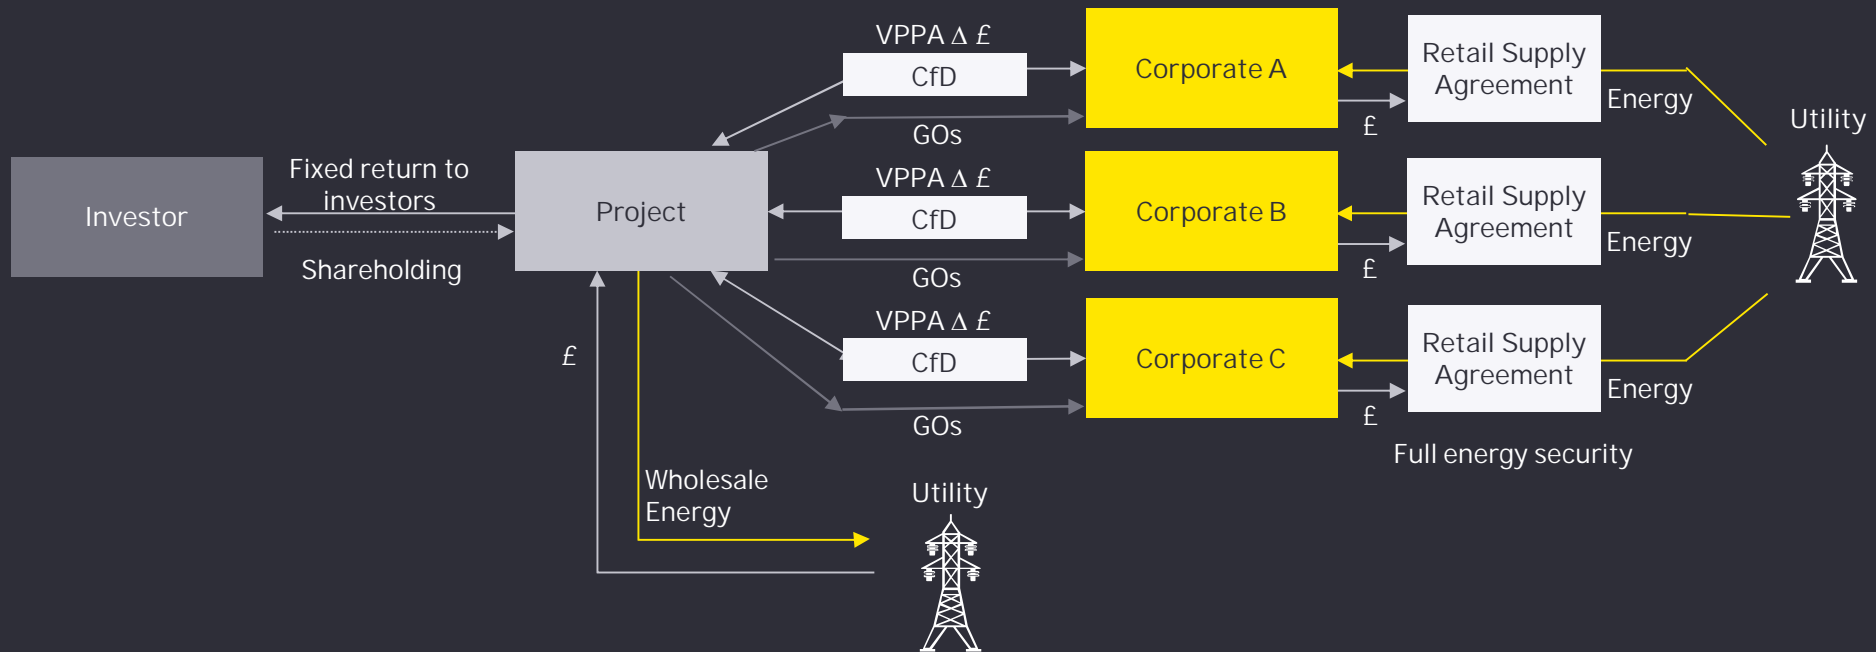 Investor
Fixed return to
investors
Shareholding
Project
VPPA Δ £
CfD
GOs
Corporate A
£
Retail Supply
Agreement
Energy
Utility
VPPA Δ £
CfD
GOs
Corporate B
£
Retail Supply
Agreement
Energy
VPPA Δ £
CfD
GOs
Corporate C
£
Retail Supply
Agreement
Energy
Full energy security
£
Wholesale
Energy
Utility